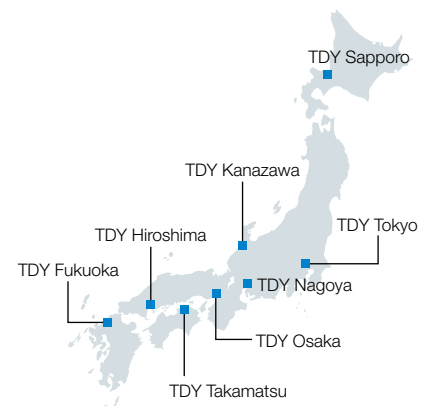 TDY Sapporo
TDY Kanazawa
TDY Tokyo
TDY Hiroshima
TDY Fukuoka
TDY Nagoya
TDY Osaka
TDY Takamatsu